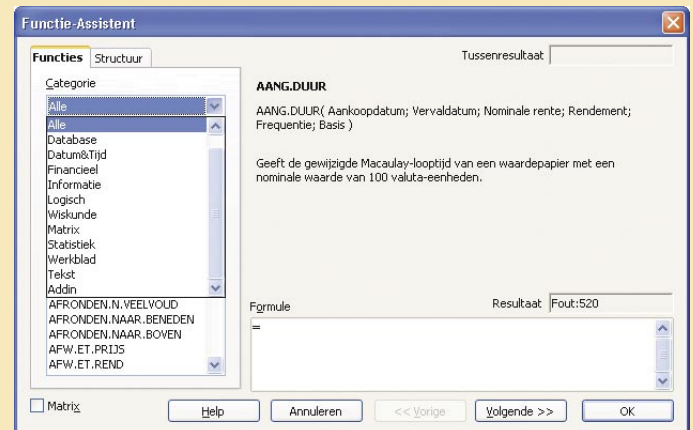 Functie-Assistent
Functies Structuur
Tussenresultaat
Categorie
Alle
Alle
Database
Datum&Tijd
Financieel
Informatie
Logisch
Wiskunde
Matrix
Statistiek
Werkblad
Tekst
Addin
AFRONDEN.N.VEELVOUD
AFRONDEN.NAAR.BENEDEN
AFRONDEN.NAAR.BOVEN
AFW.ET.PRIJS
AFW.ET.REND
AANG.DUUR
AANG.DUUR( Aankoopdatum; Vervaldatum; Nominale rente; Rendement;
Frequentie; Basis )
Geeft de gewijzigde Macaulay-looptijd van een waardepapier met een
nominale waarde van 100 valuta-eenheden.
Formule
Resultaat Fout:520
=
Matrix
Help Annuleren << Vorige Volgende >> OK